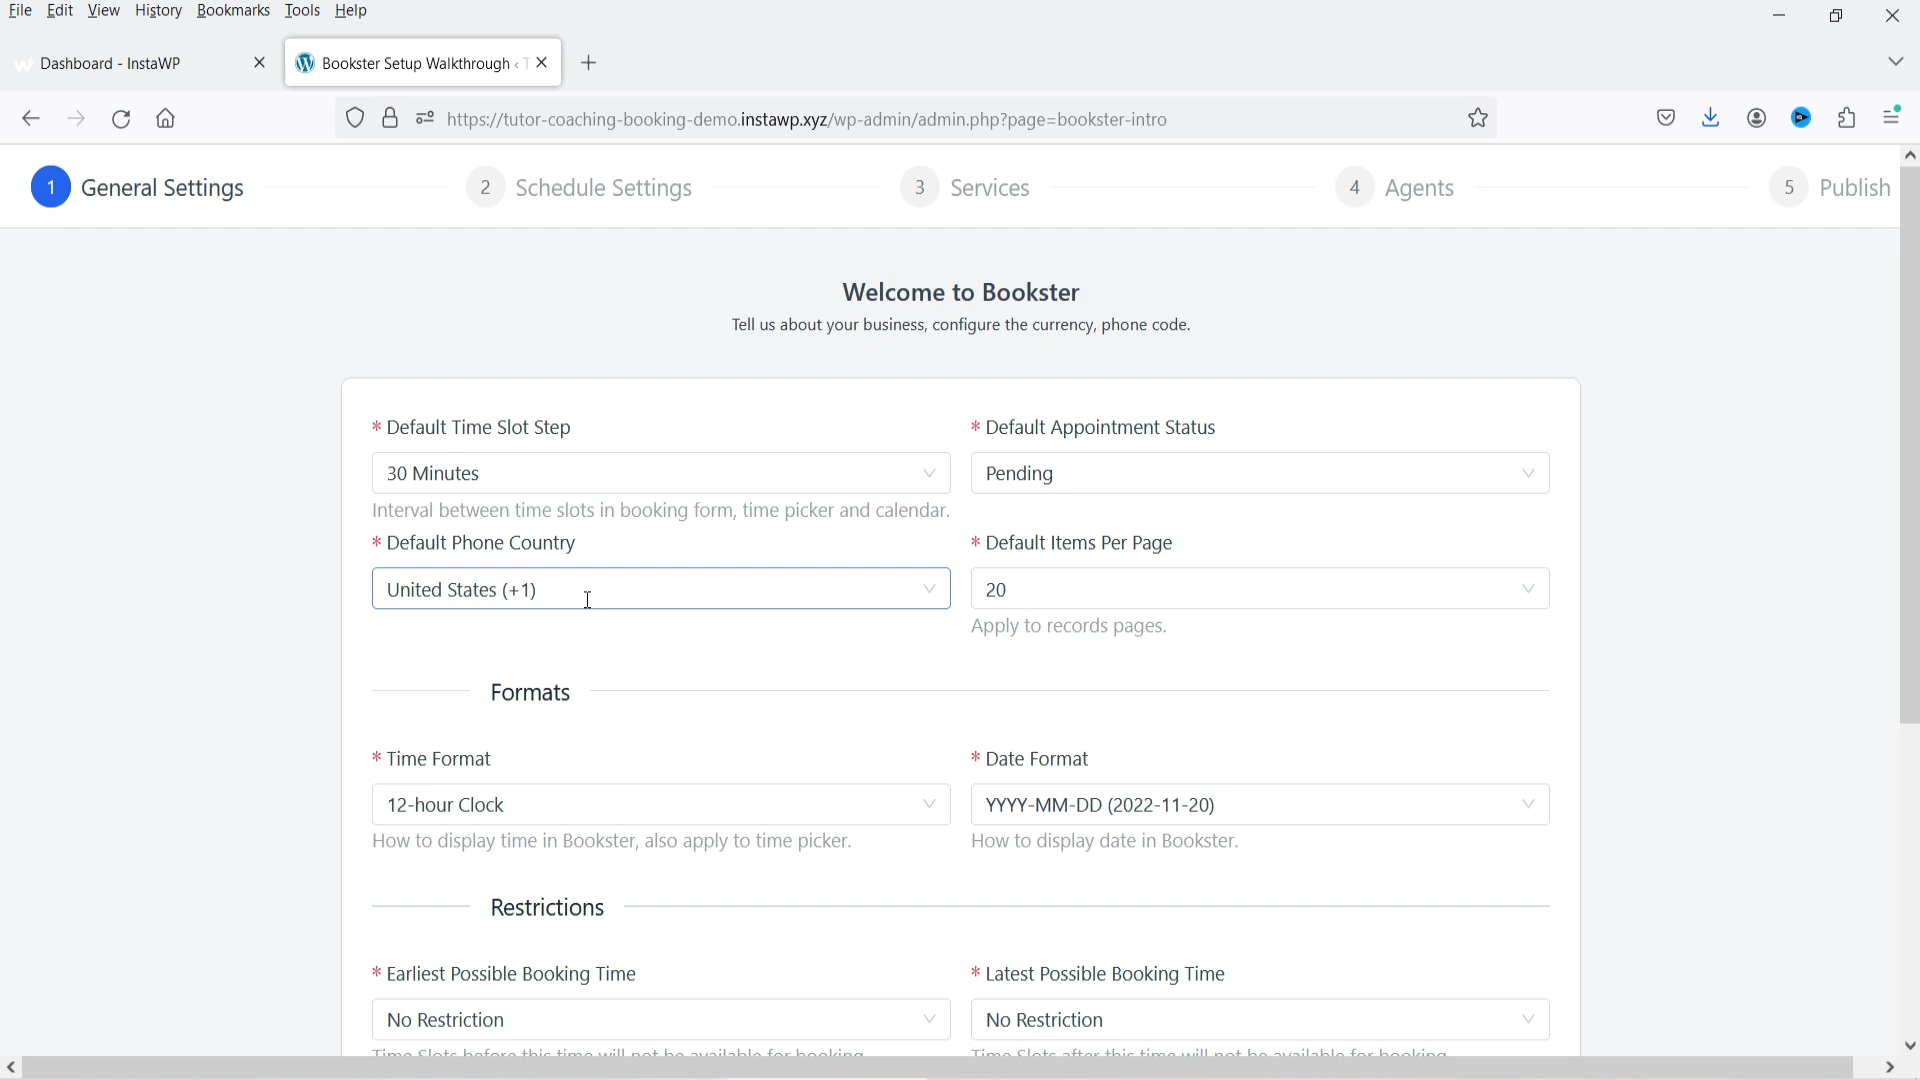 File Edit View History Bookmarks Tools Help
Dashboard - InstaWP
Bookster Setup Walkthrough ‹ T
https://tutor-coaching-booking-demo.instawp.xyz/wp-admin/admin.php?page=bookster-intro
1 General Settings 2 Schedule Settings 3 Services 4 Agents 5 Publish
Welcome to Bookster
Tell us about your business, configure the currency, phone code.
* Default Time Slot Step
30 Minutes
Interval between time slots in booking form, time picker and calendar.
* Default Appointment Status
Pending
* Default Phone Country
United States (+1)
* Default Items Per Page
20
Apply to records pages.
Formats
* Time Format
12-hour Clock
How to display time in Bookster, also apply to time picker.
* Date Format
YYYY-MM-DD (2022-11-20)
How to display date in Bookster.
Restrictions
* Earliest Possible Booking Time
No Restriction
Time Slots before this time will not be available for booking
* Latest Possible Booking Time
No Restriction
Time Slots after this time will not be available for booking